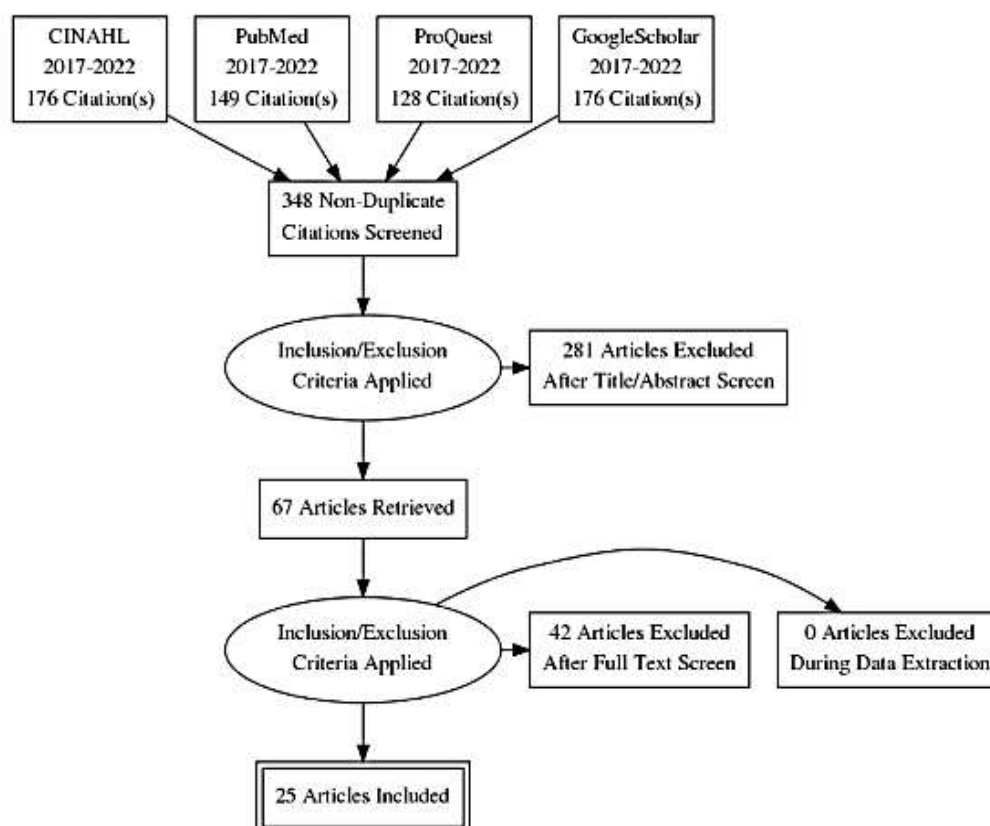 CINAHL
2017-2022
176 Citation(s)
PubMed
2017-2022
149 Citation(s)
ProQuest
2017-2022
128 Citation(s)
GoogleScholar
2017-2022
176 Citation(s)
348 Non-Duplicate
Citations Screened
Inclusion/Exclusion
Criteria Applied
281 Articles Excluded
After Title/Abstract Screen
67 Articles Retrieved
Inclusion/Exclusion
Criteria Applied
42 Articles Excluded
After Full Text Screen
0 Articles Excluded
During Data Extraction
25 Articles Included